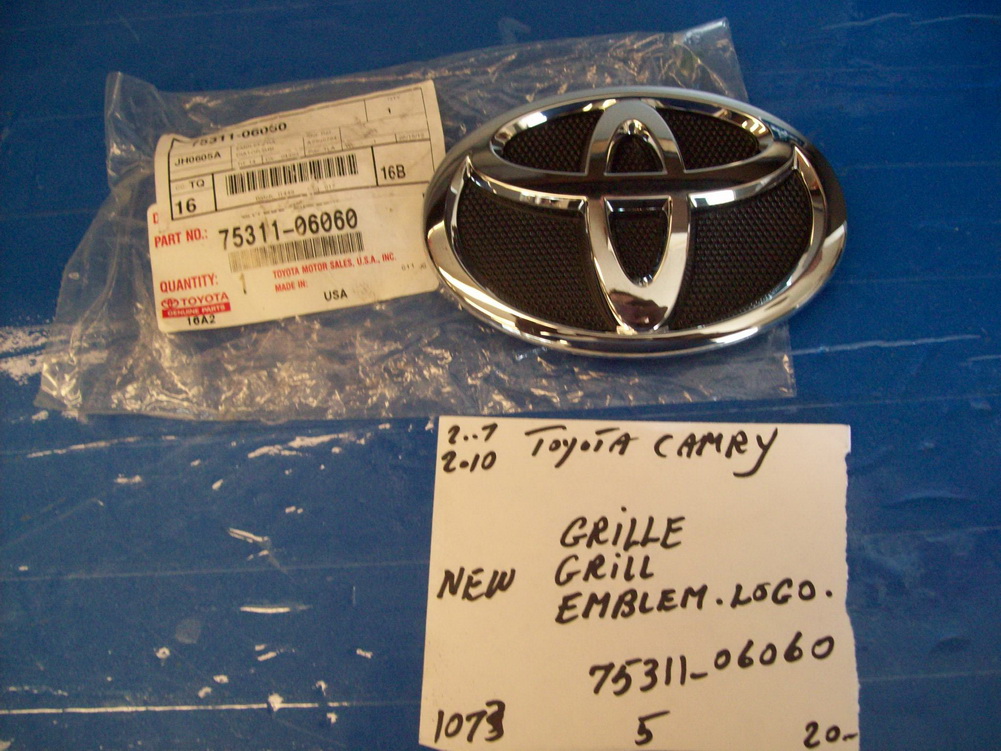 75311-06050
1
JH0605A
TQ
16
16B
PART NO.: 75311-06060
QUANTITY: 1
TOYOTA MOTOR SALES, U.S.A., INC.
MADE IN:
USA
TOYOTA
GENUINE PARTS
16A2
2..7 TOYOTA CAMRY
2.10
GRILLE
NEW GRILL
EMBLEM.LOGO.
75311-06060
1073 5 20-